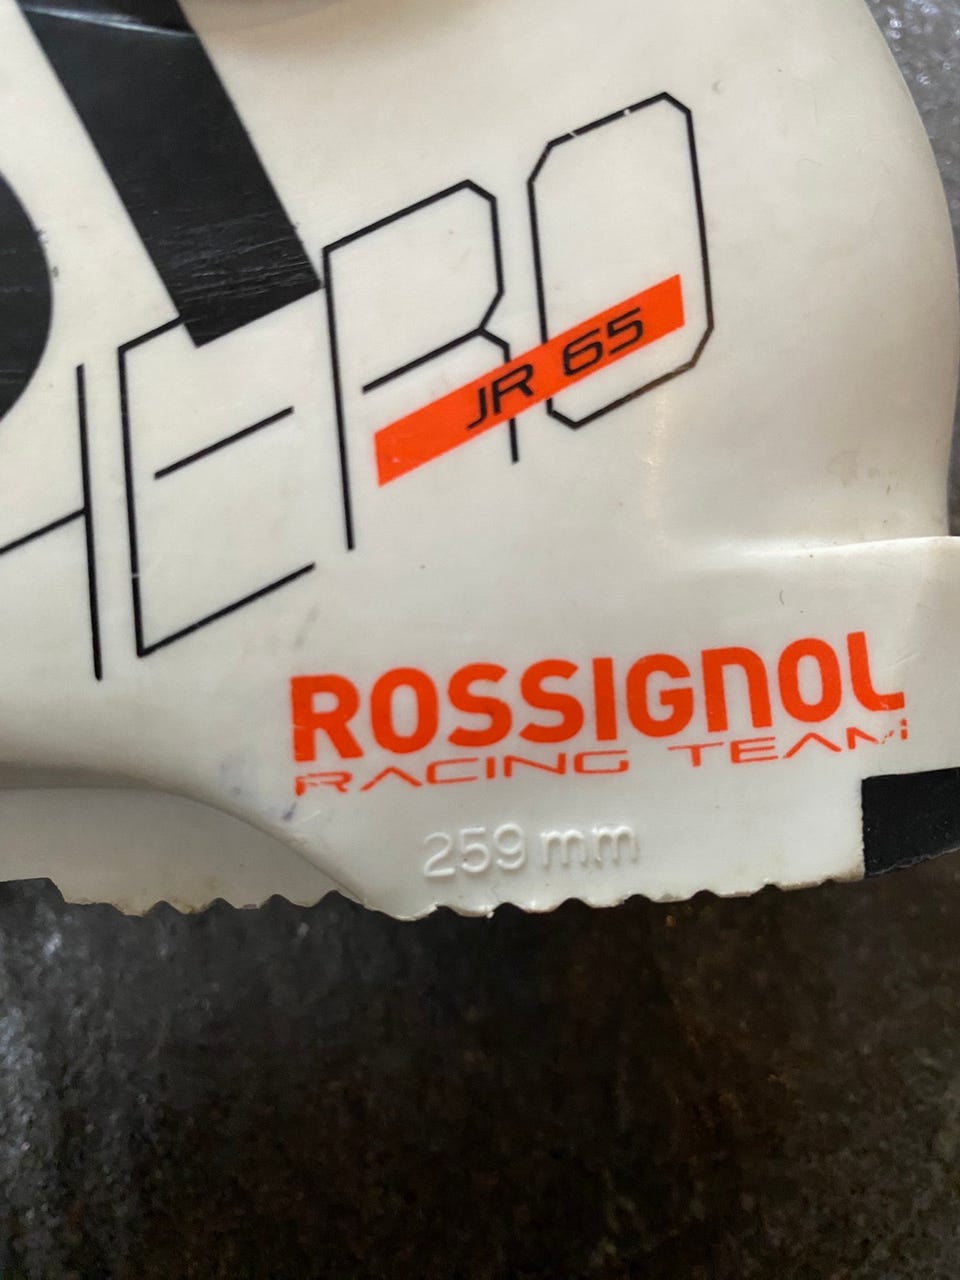 HERO
JR 65
ROSSIGNOL
RACING TEAM
259 mm